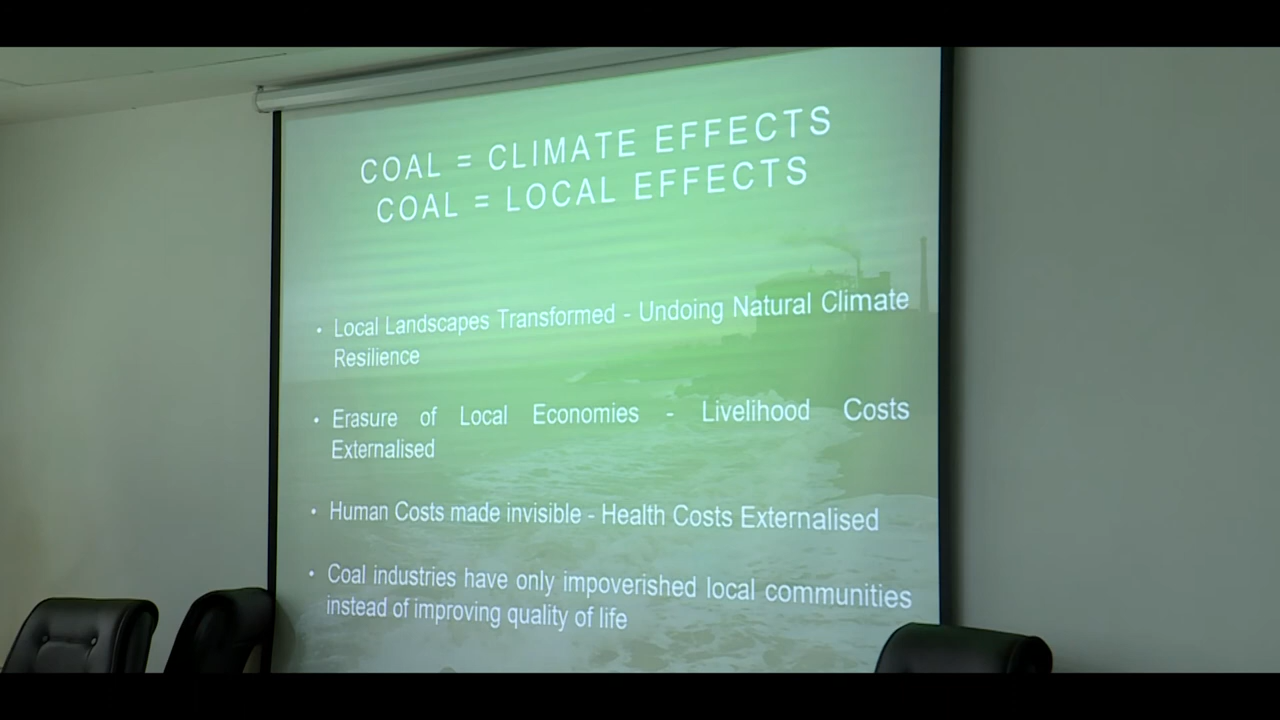 COAL = CLIMATE EFFECTS
COAL = LOCAL EFFECTS
• Local Landscapes Transformed - Undoing Natural Climate
Resilience
• Erasure of Local Economies - Livelihood Costs
Externalised
• Human Costs made invisible - Health Costs Externalised
• Coal industries have only impoverished local communities
instead of improving quality of life